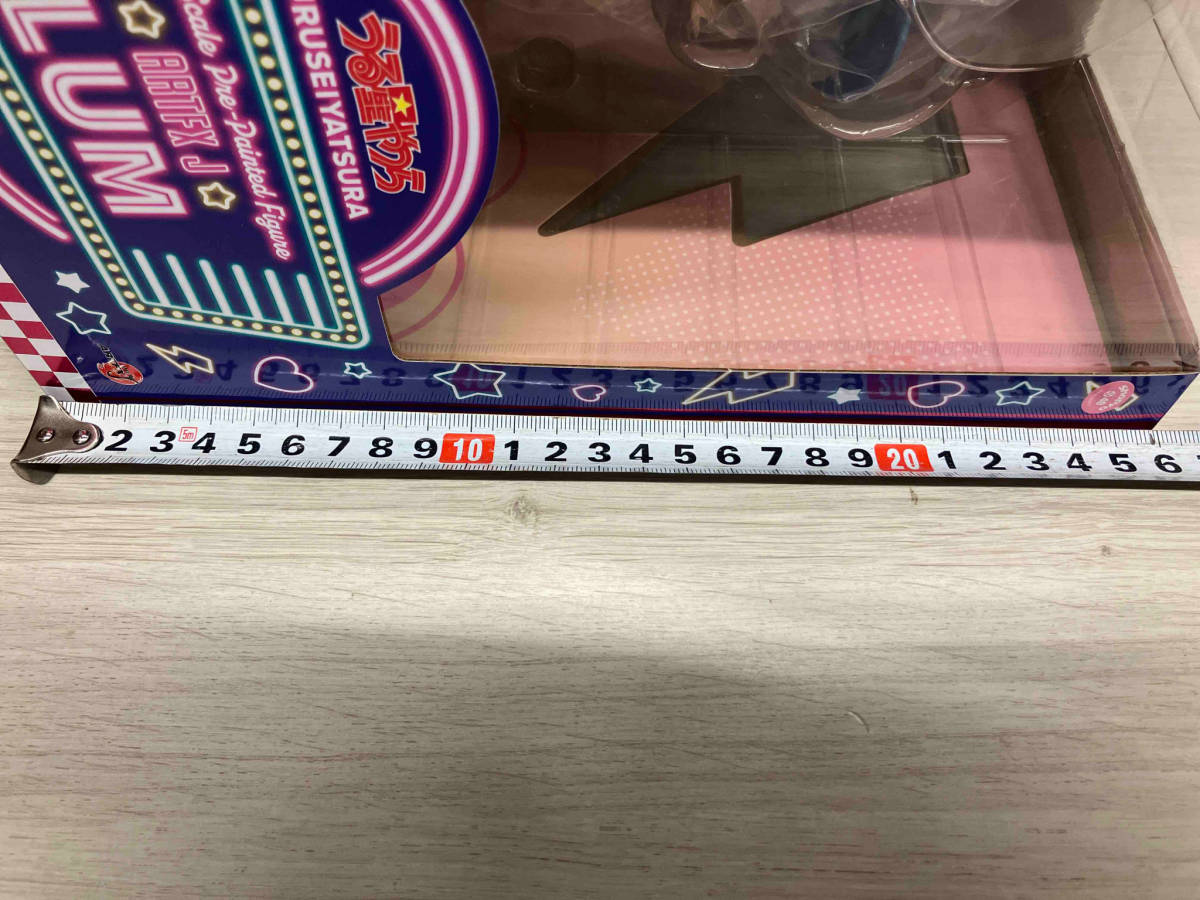 うる星やつら
URUSEIYATSURA
Scale Pre-Painted Figure
ARTFX J
LUM
2 3 5m 4 5 6 7 8 9 10 1 2 3 4 5 6 7 8 9 20 1 2 3 4 5 6